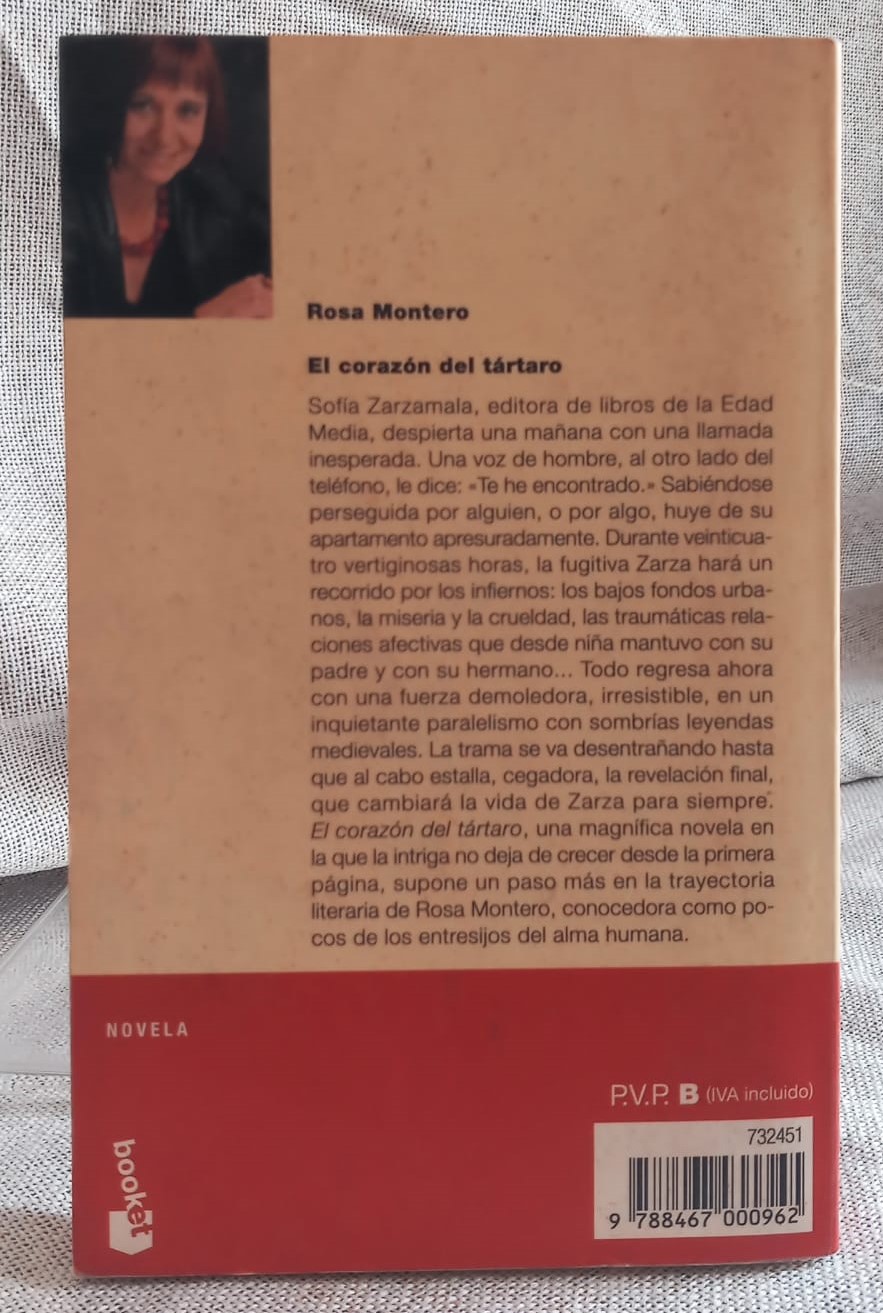 Rosa Montero
El corazón del tártaro
Sofía Zarzamala, editora de libros de la Edad
Media, despierta una mañana con una llamada
inesperada. Una voz de hombre, al otro lado del
teléfono, le dice: «Te he encontrado.» Sabiéndose
perseguida por alguien, o por algo, huye de su
apartamento apresuradamente. Durante veinticua-
tro vertiginosas horas, la fugitiva Zarza hará un
recorrido por los infiernos: los bajos fondos urba-
nos, la miseria y la crueldad, las traumáticas rela-
ciones afectivas que desde niña mantuvo con su
padre y con su hermano... Todo regresa ahora
con una fuerza demoledora, irresistible, en un
inquietante paralelismo con sombrías leyendas
medievales. La trama se va desentrañando hasta
que al cabo estalla, cegadora, la revelación final,
que cambiará la vida de Zarza para siempre.
El corazón del tártaro, una magnífica novela en
la que la intriga no deja de crecer desde la primera
página, supone un paso más en la trayectoria
literaria de Rosa Montero, conocedora como po-
cos de los entresijos del alma humana.
NOVELA
P.V.P. B (IVA incluido)
732451
9 788467 000962
booket